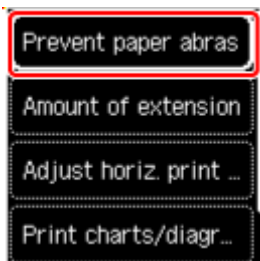 Prevent paper abras
Amount of extension
Adjust horiz. print ...
Print charts/diagr...